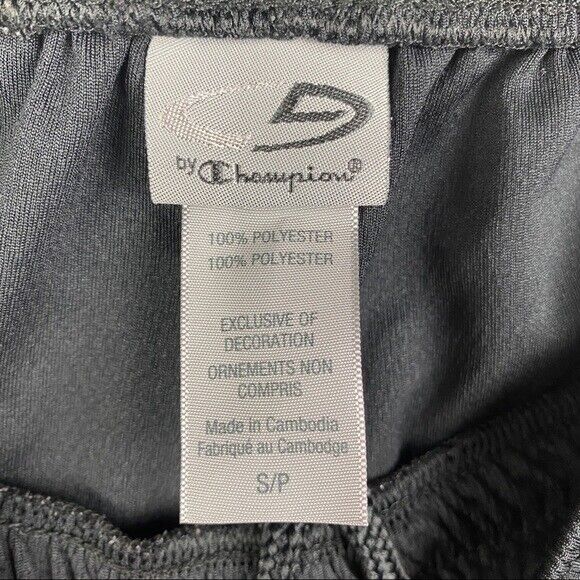 by Champion®
100% POLYESTER
100% POLYESTER
EXCLUSIVE OF
DECORATION
ORNEMENTS NON
COMPRIS
Made in Cambodia
Fabriqué au Cambodge
S/P